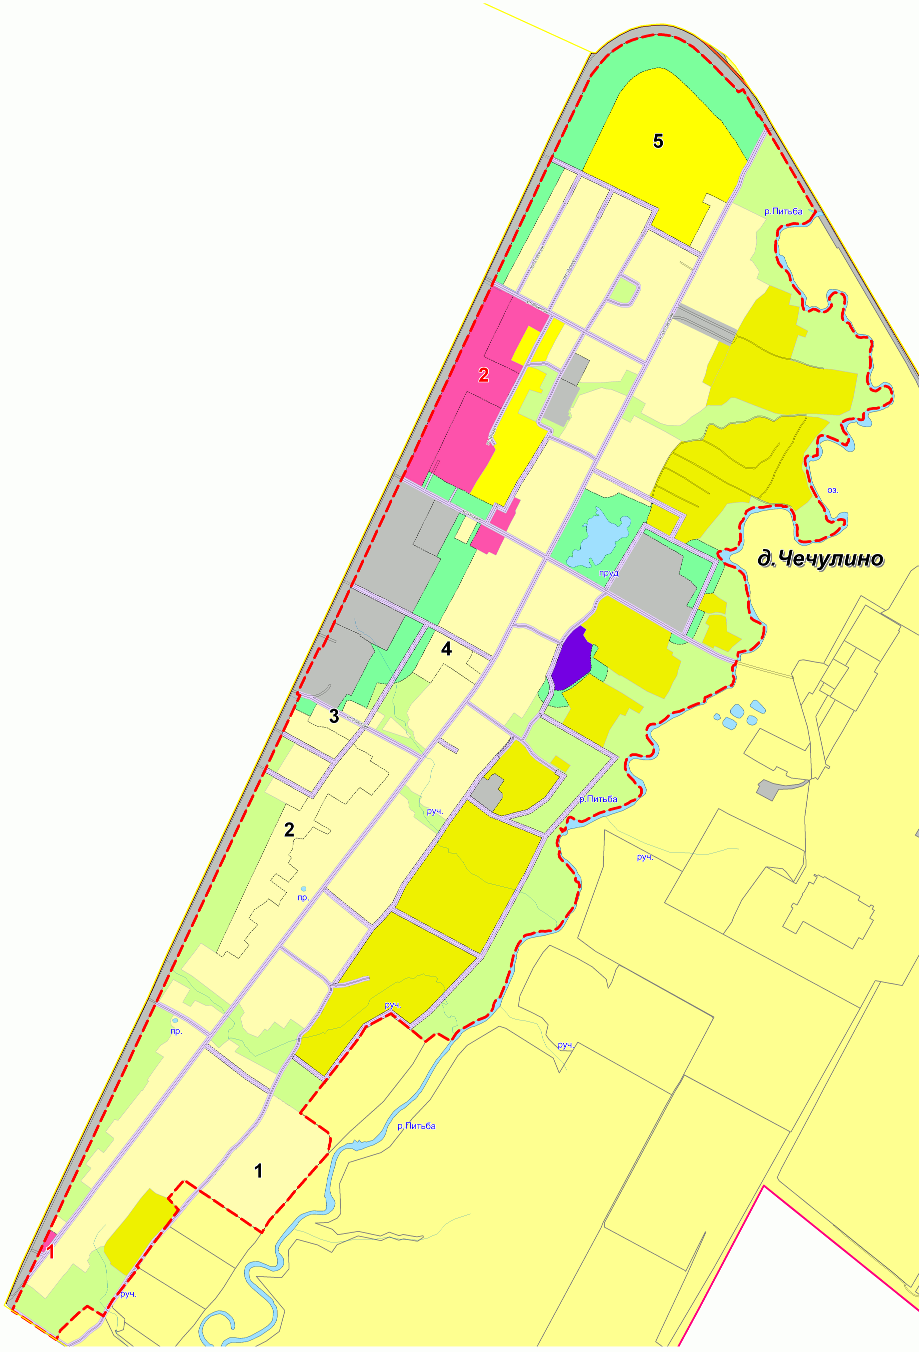 5
р.Питьба
2
оз.
д.Чечулино
пруд
4
3
р.Питьба
руч.
2
руч.
пр.
руч.
пр.
руч.
р.Питьба
1
1
руч.